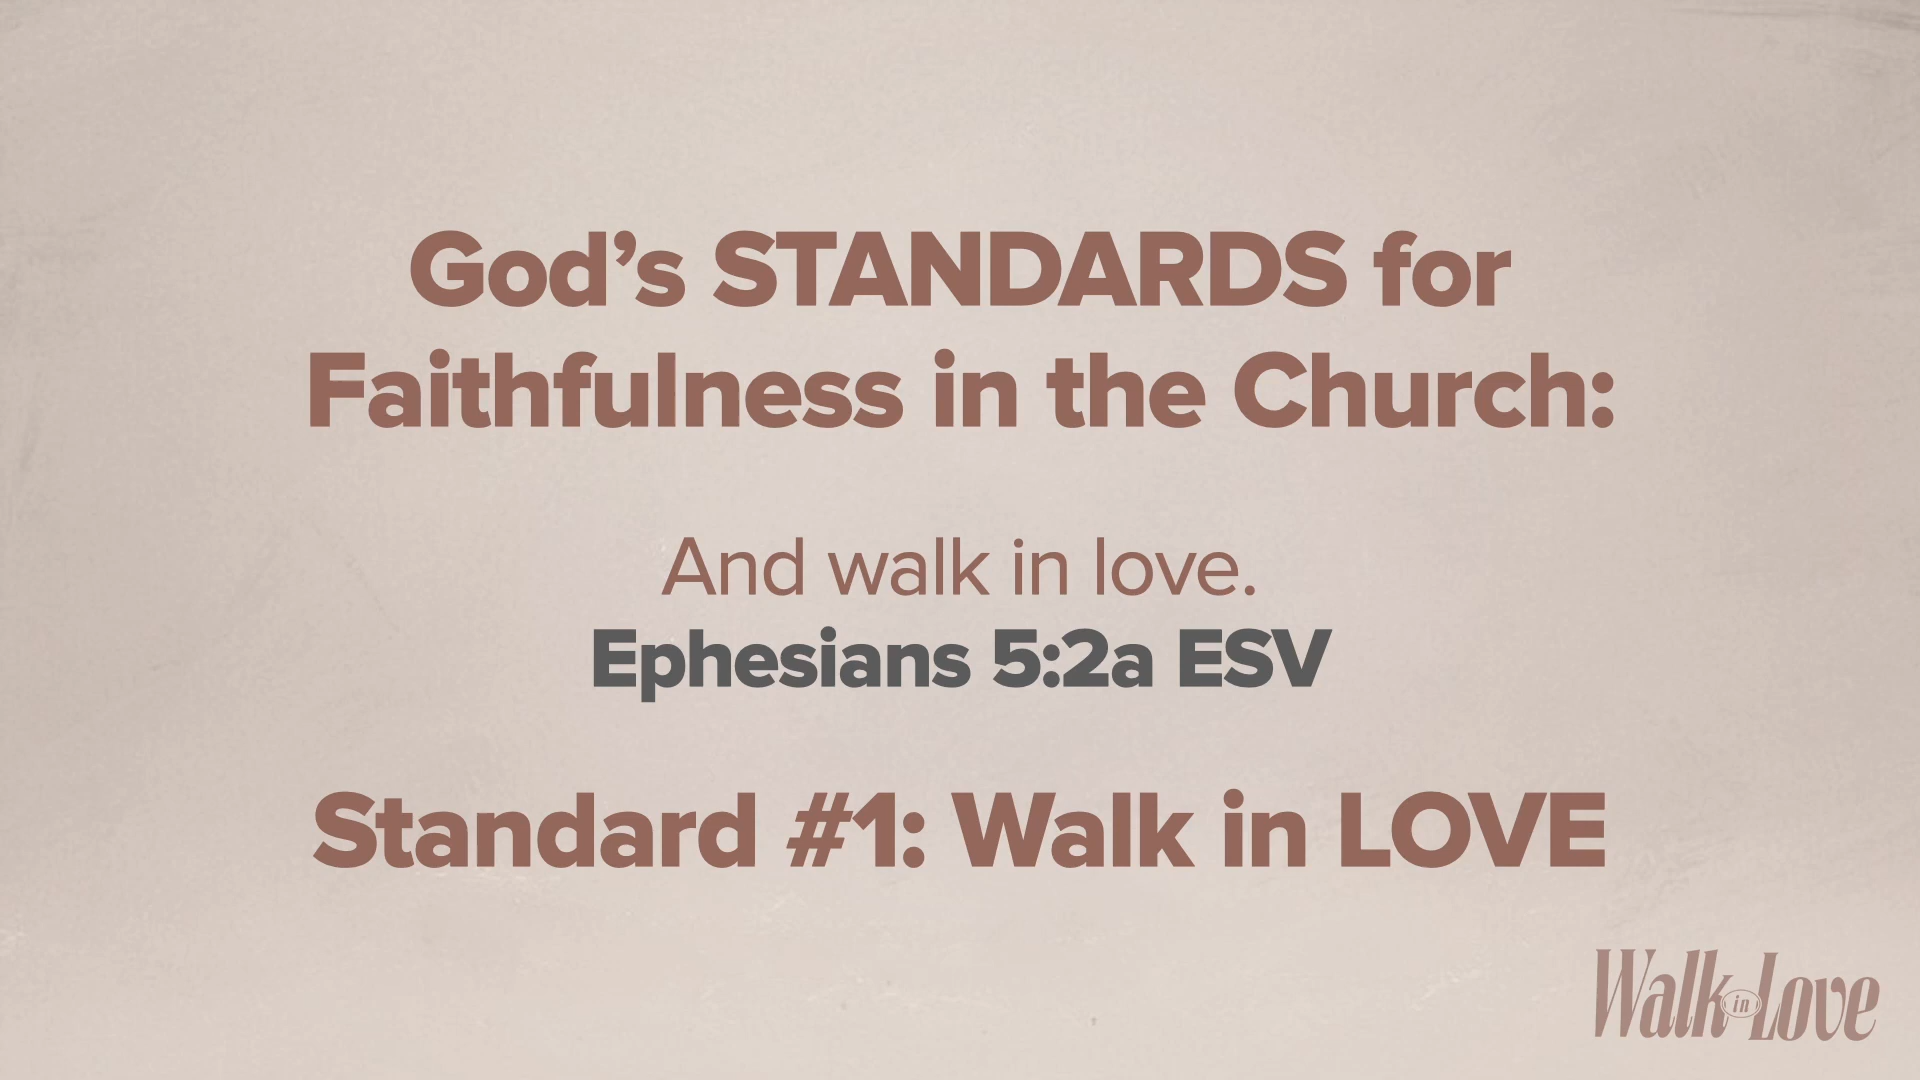 God’s STANDARDS for
Faithfulness in the Church:
And walk in love.
Ephesians 5:2a ESV
Standard #1: Walk in LOVE
Walk in Love